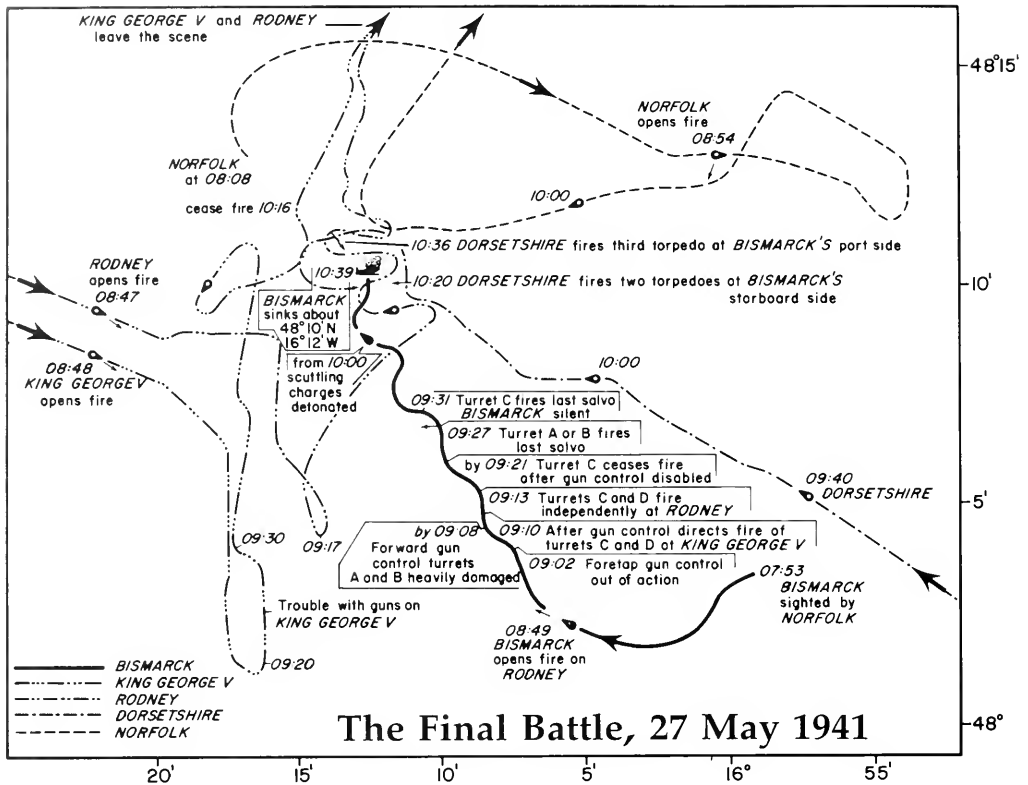 KING GEORGE V and RODNEY
leave the scene
48°15'
NORFOLK
opens fire
08:54
NORFOLK
at 08:08
10:00
cease fire 10:16
10:36 DORSETSHIRE fires third torpedo at BISMARCK'S port side
RODNEY
opens fire
08:47
10:39
10:20 DORSETSHIRE fires two torpedoes at BISMARCK'S
starboard side
10'
BISMARCK
sinks about
48°10'N
16°12'W
08:48
KING GEORGE V
opens fire
from 10:00
scuttling
charges
detonated
10:00
09:31 Turret C fires last salvo
BISMARCK silent
09:27 Turret A or B fires
last salvo
by 09:21 Turret C ceases fire
after gun control disabled
09:40
DORSETSHIRE
09:13 Turrets C and D fire
independently at RODNEY
5'
09:10 After gun control directs fire of
turrets C and D at KING GEORGE V
by 09:08
Forward gun
control turrets
A and B heavily damaged
09:30
09:17
09:02 Foretop gun control
out of action
07:53
BISMARCK
sighted by
NORFOLK
Trouble with guns on
KING GEORGE V
08:49
BISMARCK
opens fire on
RODNEY
09:20
BISMARCK
KING GEORGE V
RODNEY
DORSETSHIRE
NORFOLK
The Final Battle, 27 May 1941
48°
20'
15'
10'
5'
16°
55'